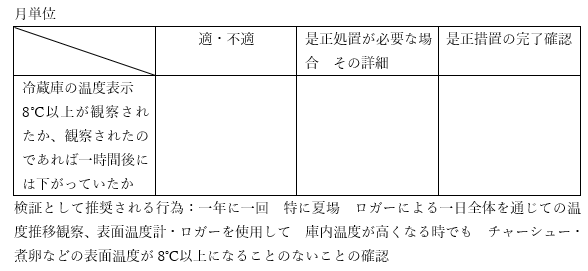 月単位
適・不適
是正処置が必要な場
合　その詳細
是正措置の完了確認
冷蔵庫の温度表示
8℃以上が観察され
たか、観察されたの
であれば一時間後に
は下がっていたか
検証として推奨される行為：一年に一回　特に夏場　ロガーによる一日全体を通じての温
度推移観察、表面温度計・ロガーを使用して　庫内温度が高くなる時でも　チャーシュー・
煮卵などの表面温度が 8℃以上になることのないことの確認